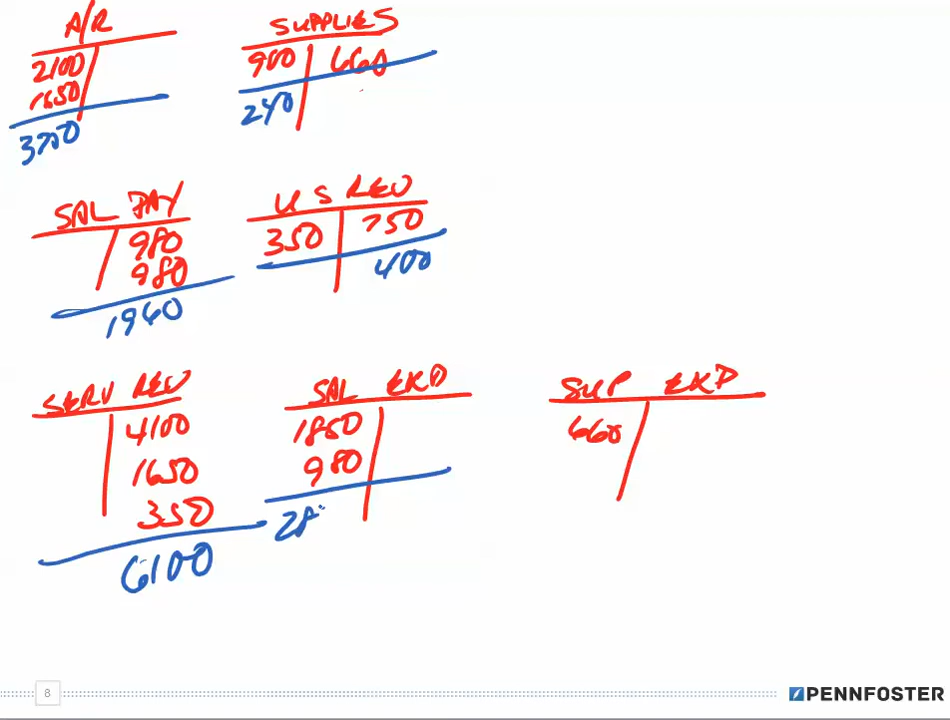 A/R
2100
1650
3750
SUPPLIES
900 660
240
SAL PAY
980
980
1960
U S REV
350 750
400
SERV REV
4100
1650
350
6100
SAL EXP
1850
980
28
SUP EXP
660
8
PENNFOSTER